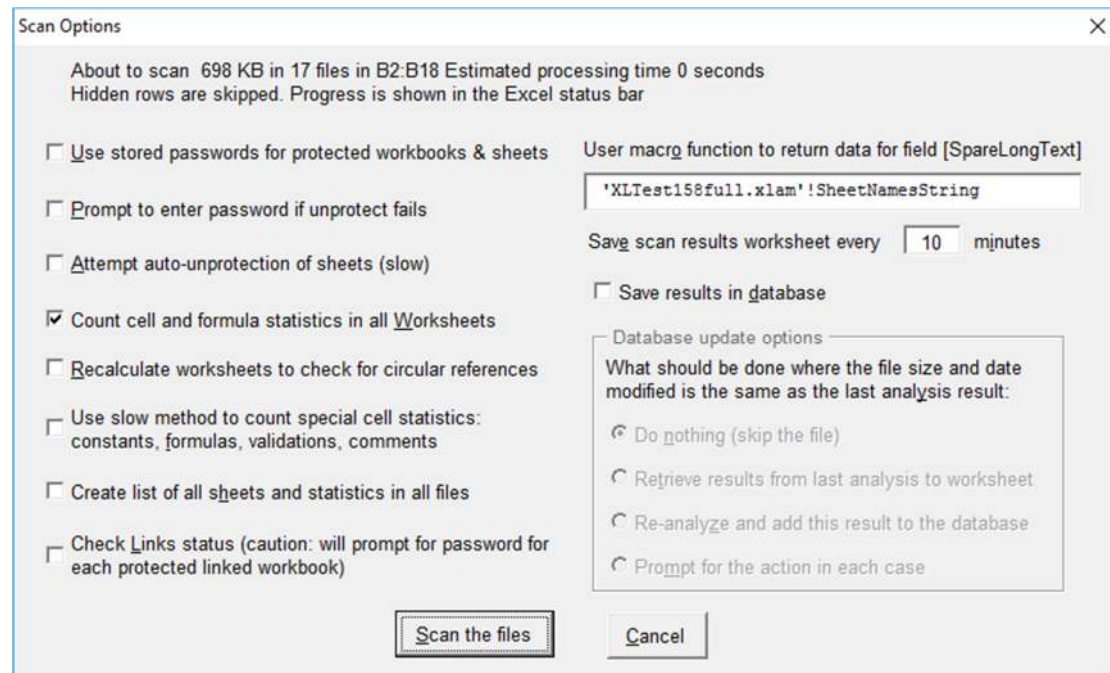 Scan Options
About to scan  698 KB in 17 files in B2:B18 Estimated processing time 0 seconds
Hidden rows are skipped. Progress is shown in the Excel status bar
Use stored passwords for protected workbooks & sheets
Prompt to enter password if unprotect fails
Attempt auto-unprotection of sheets (slow)
Count cell and formula statistics in all Worksheets
Recalculate worksheets to check for circular references
Use slow method to count special cell statistics:
constants, formulas, validations, comments
Create list of all sheets and statistics in all files
Check Links status (caution: will prompt for password for
each protected linked workbook)
User macro function to return data for field [SpareLongText]
'XLTest158full.xlam'!SheetNamesString
Save scan results worksheet every 10 minutes
Save results in database
Database update options
What should be done where the file size and date
modified is the same as the last analysis result:
Do nothing (skip the file)
Retrieve results from last analysis to worksheet
Re-analyze and add this result to the database
Prompt for the action in each case
Scan the files
Cancel